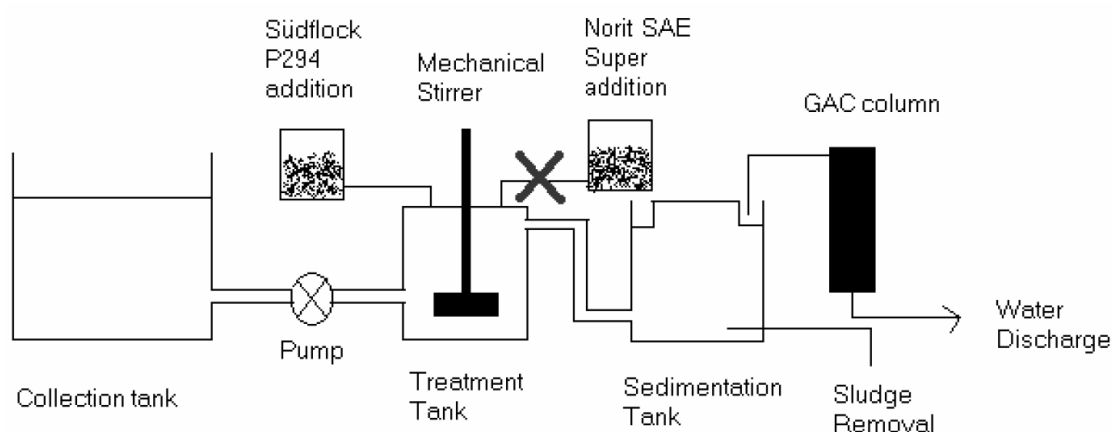 Südflock
P294
addition
Mechanical
Stirrer
Norit SAE
Super
addition
GAC column
Pump
Water
Discharge
Collection tank
Treatment
Tank
Sedimentation
Tank
Sludge
Removal